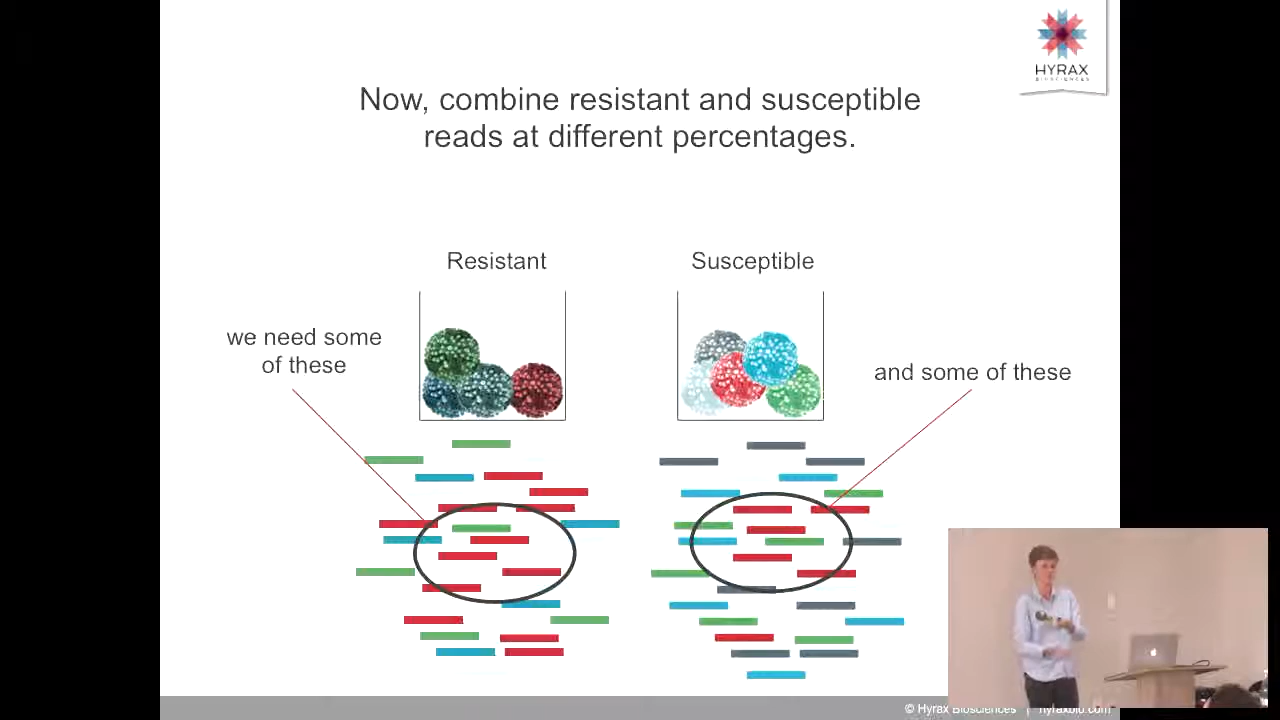 HYRAX
BIOSCIENCES
Now, combine resistant and susceptible
reads at different percentages.
Resistant
Susceptible
we need some
of these
and some of these
© Hyrax Biosciences | hyraxbio.com